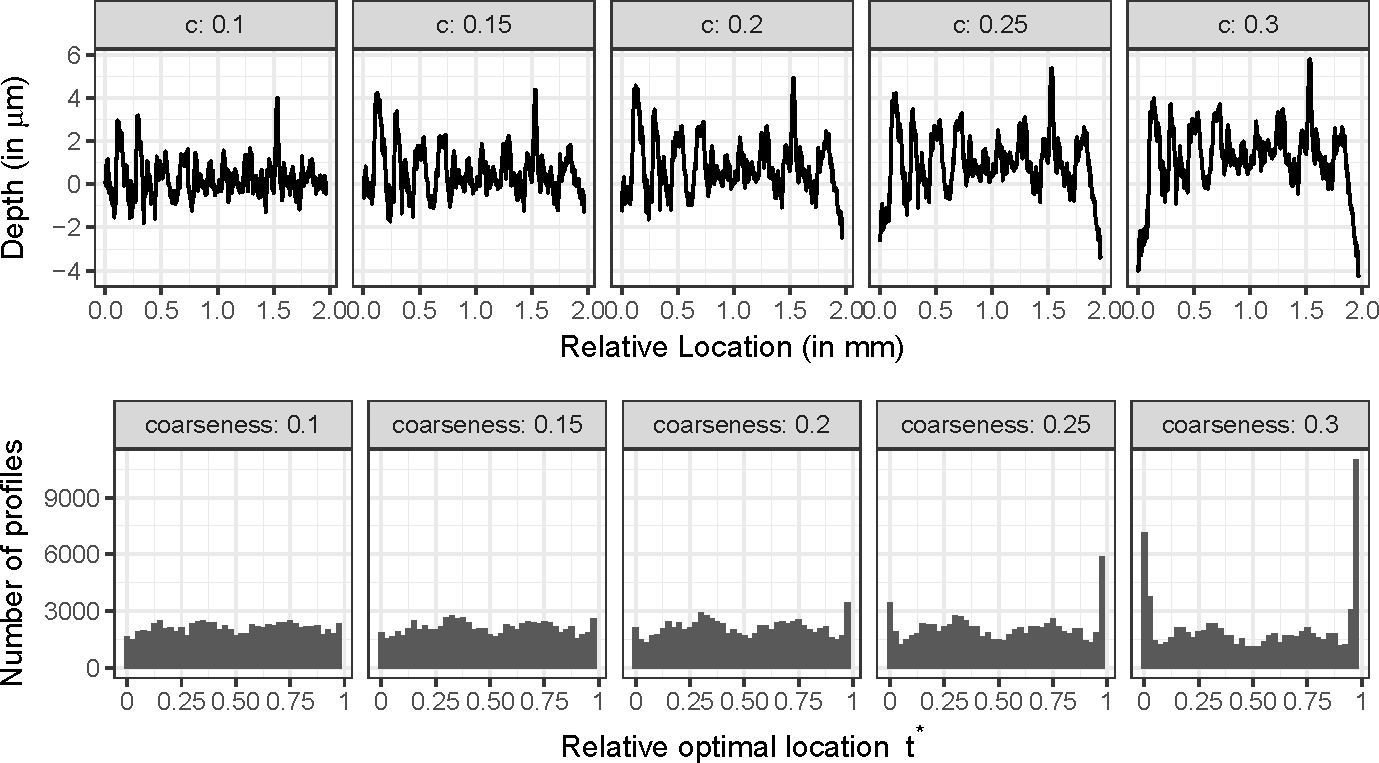 c: 0.1 c: 0.15 c: 0.2 c: 0.25 c: 0.3
6
4
2
0
−2
−4
Depth (in μm)
0.0 0.5 1.0 1.5 2.0 0.0 0.5 1.0 1.5 2.0 0.0 0.5 1.0 1.5 2.0 0.0 0.5 1.0 1.5 2.0 0.0 0.5 1.0 1.5 2.0
Relative Location (in mm)
coarseness: 0.1 coarseness: 0.15 coarseness: 0.2 coarseness: 0.25 coarseness: 0.3
9000
6000
3000
0
Number of profiles
0 0.25 0.50 0.75 1 0 0.25 0.50 0.75 1 0 0.25 0.50 0.75 1 0 0.25 0.50 0.75 1 0 0.25 0.50 0.75 1
Relative optimal location t*